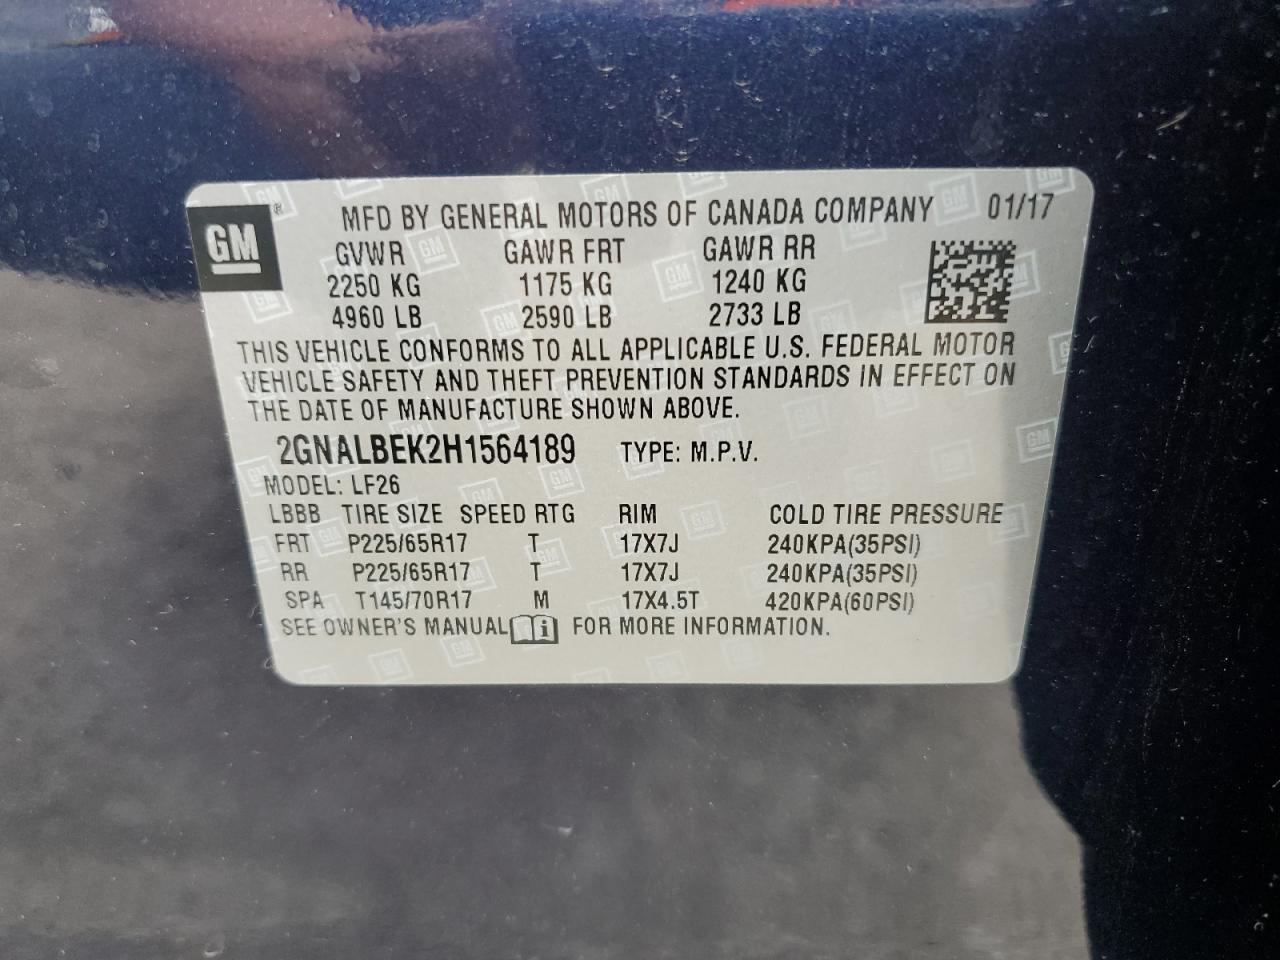 GM ® MFD BY GENERAL MOTORS OF CANADA COMPANY 01/17
GVWR GAWR FRT GAWR RR
2250 KG 1175 KG 1240 KG
4960 LB 2590 LB 2733 LB
THIS VEHICLE CONFORMS TO ALL APPLICABLE U.S. FEDERAL MOTOR
VEHICLE SAFETY AND THEFT PREVENTION STANDARDS IN EFFECT ON
THE DATE OF MANUFACTURE SHOWN ABOVE.
2GNALBEK2H1564189 TYPE: M.P.V.
MODEL: LF26
LBBB TIRE SIZE SPEED RTG RIM COLD TIRE PRESSURE
FRT P225/65R17 T 17X7J 240KPA(35PSI)
RR P225/65R17 T 17X7J 240KPA(35PSI)
SPA T145/70R17 M 17X4.5T 420KPA(60PSI)
SEE OWNER'S MANUAL i FOR MORE INFORMATION.